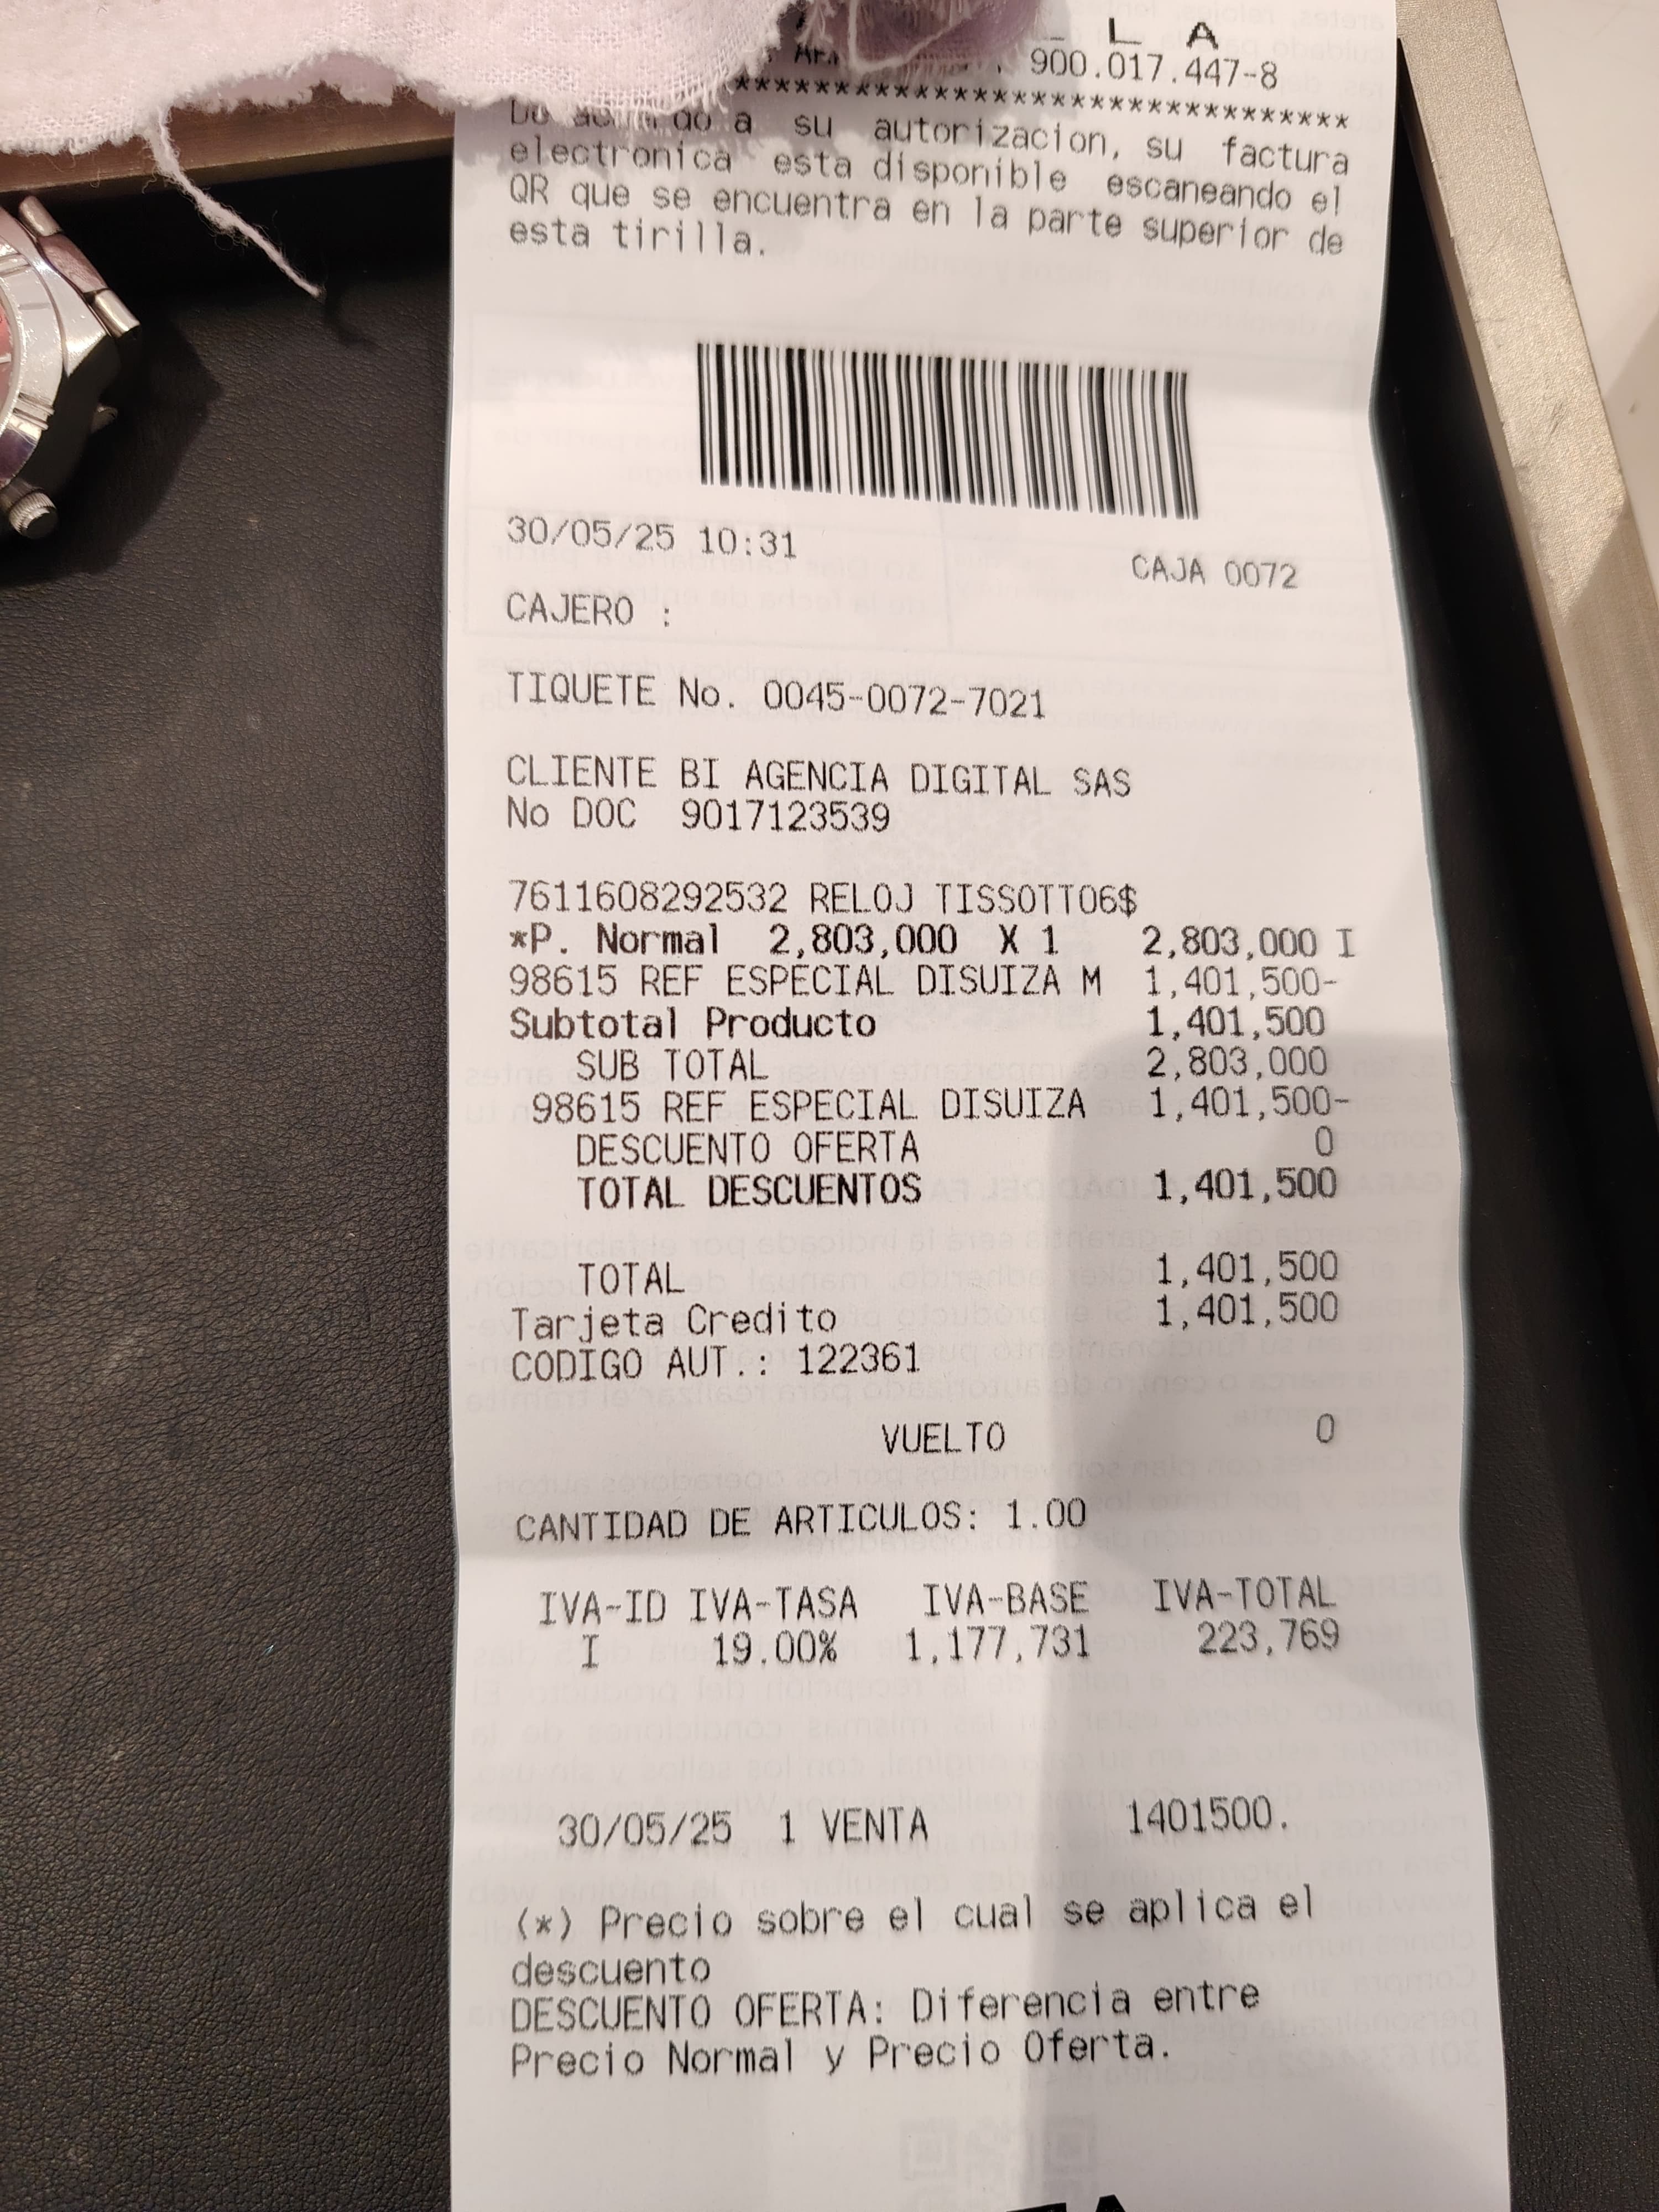 L A
900.017.447-8
*******************************
a su autorizacion, su factura
electronica esta disponible escaneando el
QR que se encuentra en la parte superior de
esta tirilla.
30/05/25 10:31
CAJA 0072
CAJERO :
TIQUETE No. 0045-0072-7021
CLIENTE BI AGENCIA DIGITAL SAS
No DOC 9017123539
7611608292532 RELOJ TISSOTT06$
*P. Normal 2,803,000 X 1 2,803,000 I
98615 REF ESPECIAL DISUIZA M 1,401,500-
Subtotal Producto 1,401,500
SUB TOTAL 2,803,000
98615 REF ESPECIAL DISUIZA 1,401,500-
DESCUENTO OFERTA 0
TOTAL DESCUENTOS 1,401,500
TOTAL 1,401,500
Tarjeta Credito 1,401,500
CODIGO AUT.: 122361
VUELTO 0
CANTIDAD DE ARTICULOS: 1.00
IVA-ID IVA-TASA IVA-BASE IVA-TOTAL
I 19.00% 1,177,731 223,769
30/05/25 1 VENTA 1401500.
(*) Precio sobre el cual se aplica el
descuento
DESCUENTO OFERTA: Diferencia entre
Precio Normal y Precio Oferta.